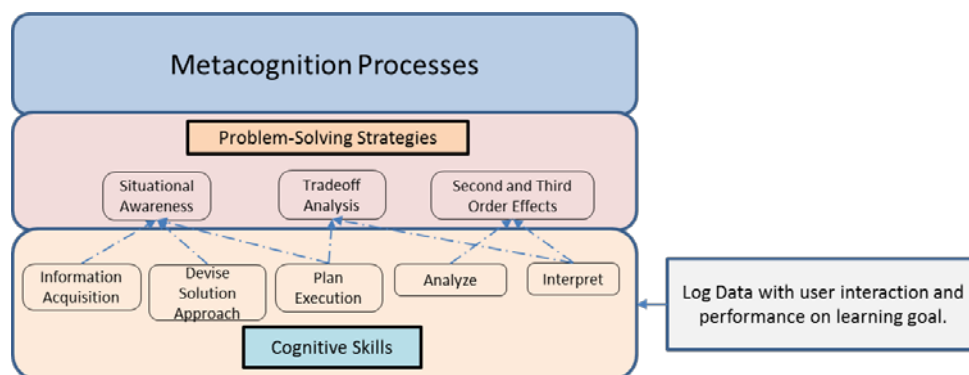 Metacognition Processes
Problem-Solving Strategies
Situational
Awareness
Tradeoff
Analysis
Second and Third
Order Effects
Information
Acquisition
Devise
Solution
Approach
Plan
Execution
Analyze
Interpret
Cognitive Skills
Log Data with user interaction and
performance on learning goal.